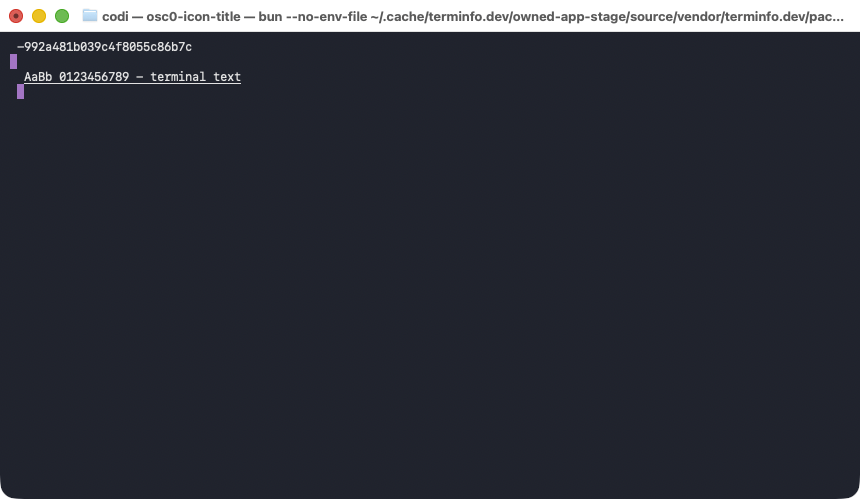 codi — osc0-icon-title — bun --no-env-file ~/.cache/terminfo.dev/owned-app-stage/source/vendor/terminfo.dev/pac...
-992a481b039c4f8055c86b7c
AaBb 0123456789 — terminal text